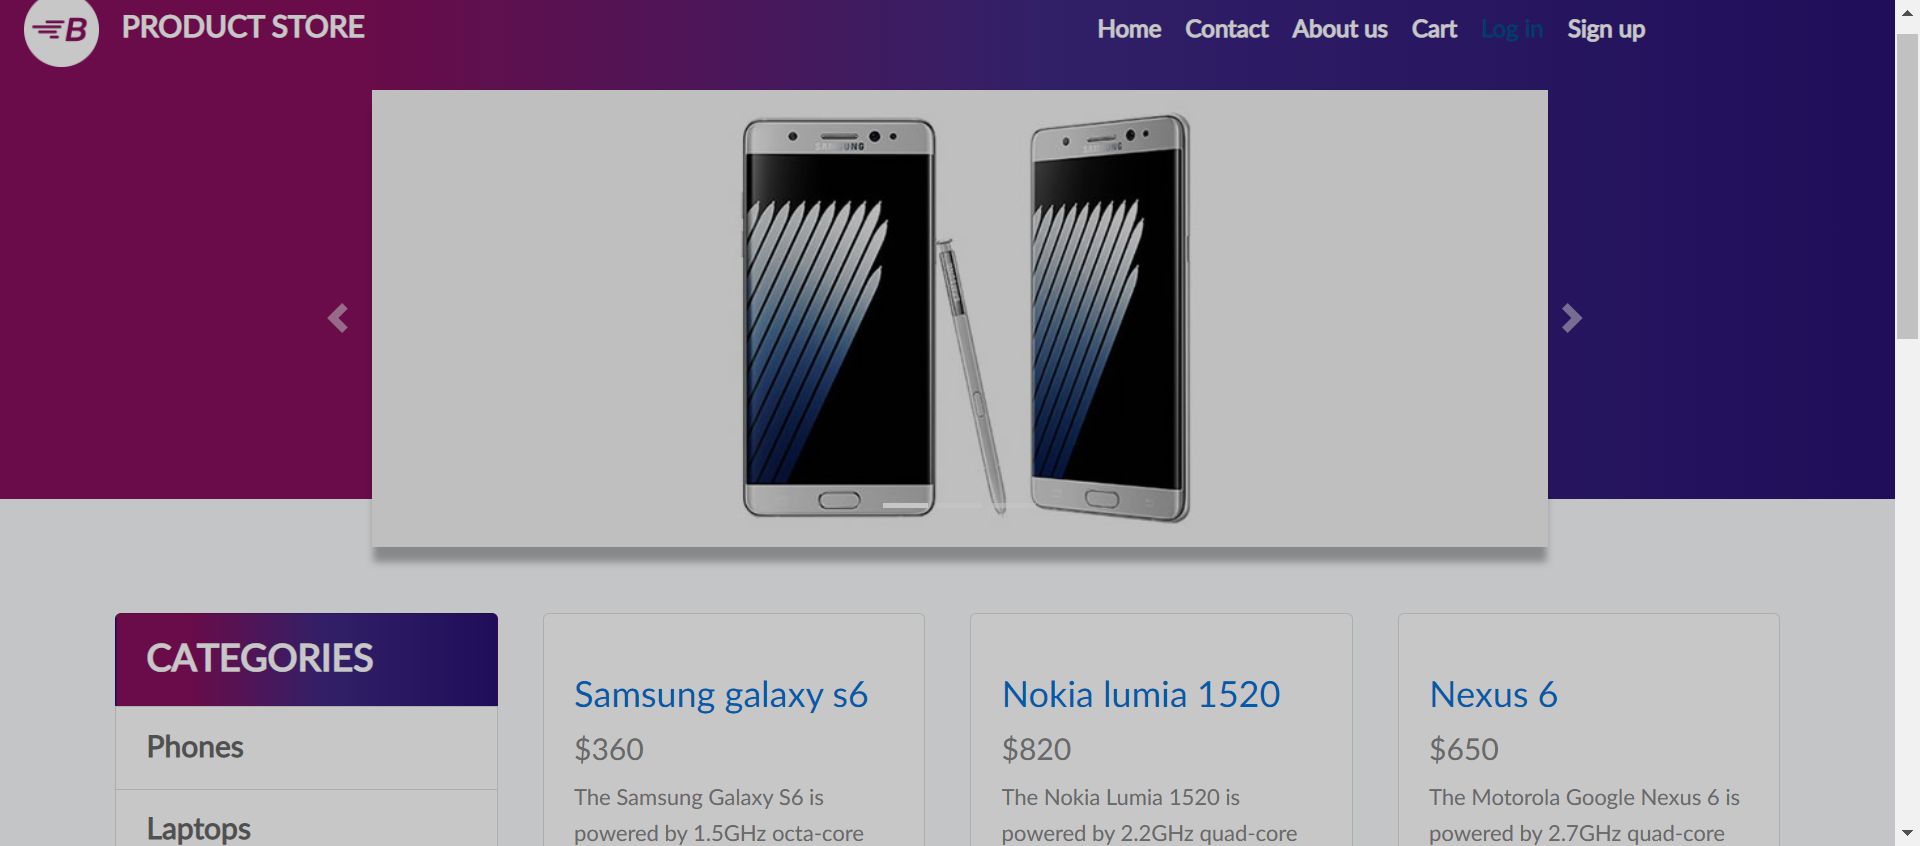 B PRODUCT STORE
Home Contact About us Cart Log in Sign up
SAMSUNG
SAMSUNG
CATEGORIES
Phones
Laptops
Samsung galaxy s6
$360
The Samsung Galaxy S6 is
powered by 1.5GHz octa-core
Nokia lumia 1520
$820
The Nokia Lumia 1520 is
powered by 2.2GHz quad-core
Nexus 6
$650
The Motorola Google Nexus 6 is
powered by 2.7GHz quad-core